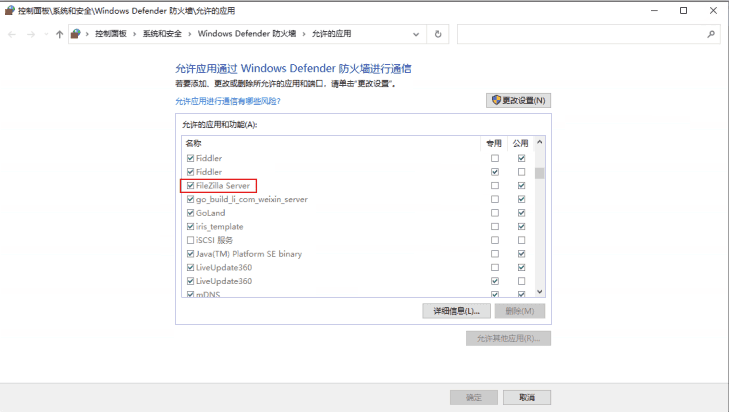 控制面板\系统和安全\Windows Defender 防火墙\允许的应用
控制面板 › 系统和安全 › Windows Defender 防火墙 › 允许的应用
允许应用通过 Windows Defender 防火墙进行通信
若要添加、更改或删除所允许的应用和端口，请单击“更改设置”。
允许应用进行通信有哪些风险?
更改设置(N)
允许的应用和功能(A):
名称 专用 公用
Fiddler
Fiddler
FileZilla Server
go_build_li_com_weixin_server
GoLand
iris_template
iSCSI 服务
Java(TM) Platform SE binary
LiveUpdate360
LiveUpdate360
mDNS
详细信息(L)... 删除(M)
允许其他应用(R)...
确定 取消